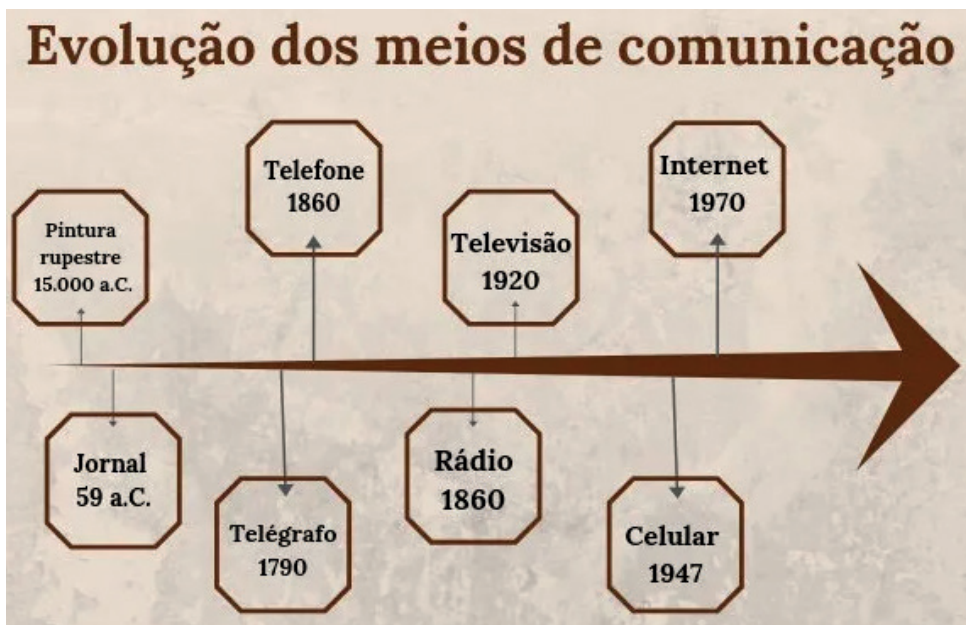 Evolução dos meios de comunicação
Pintura
rupestre
15.000 a.C.
Jornal
59 a.C.
Telégrafo
1790
Telefone
1860
Rádio
1860
Televisão
1920
Celular
1947
Internet
1970